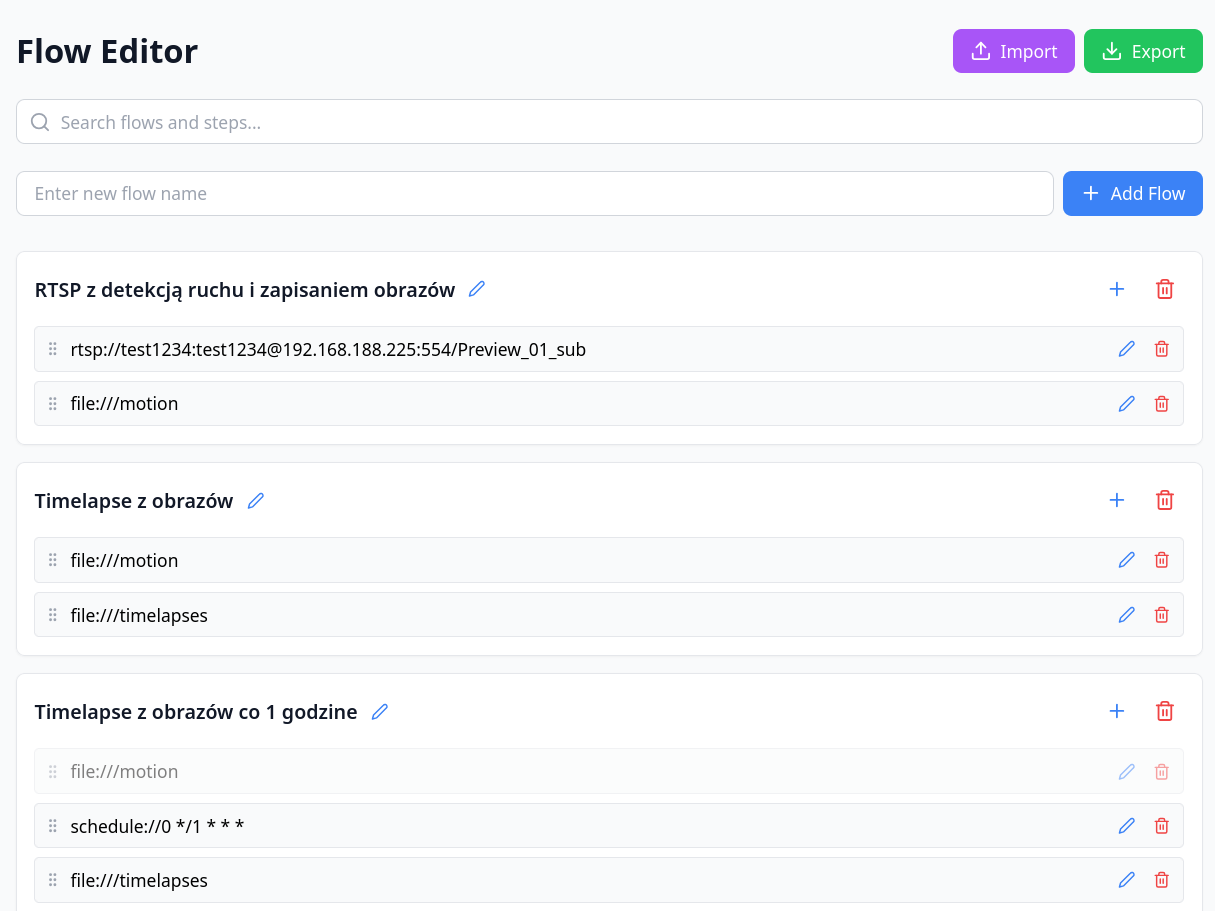 Flow Editor
Import
Export
Search flows and steps...
Enter new flow name
Add Flow
RTSP z detekcją ruchu i zapisaniem obrazów
rtsp://test1234:test1234@192.168.188.225:554/Preview_01_sub
file:///motion
Timelapse z obrazów
file:///motion
file:///timelapses
Timelapse z obrazów co 1 godzine
file:///motion
schedule://0 */1 * * *
file:///timelapses